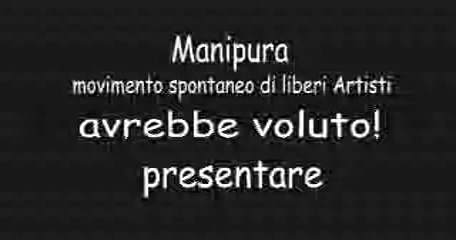 Manipura
movimento spontaneo di liberi Artisti
avrebbe voluto!
presentare